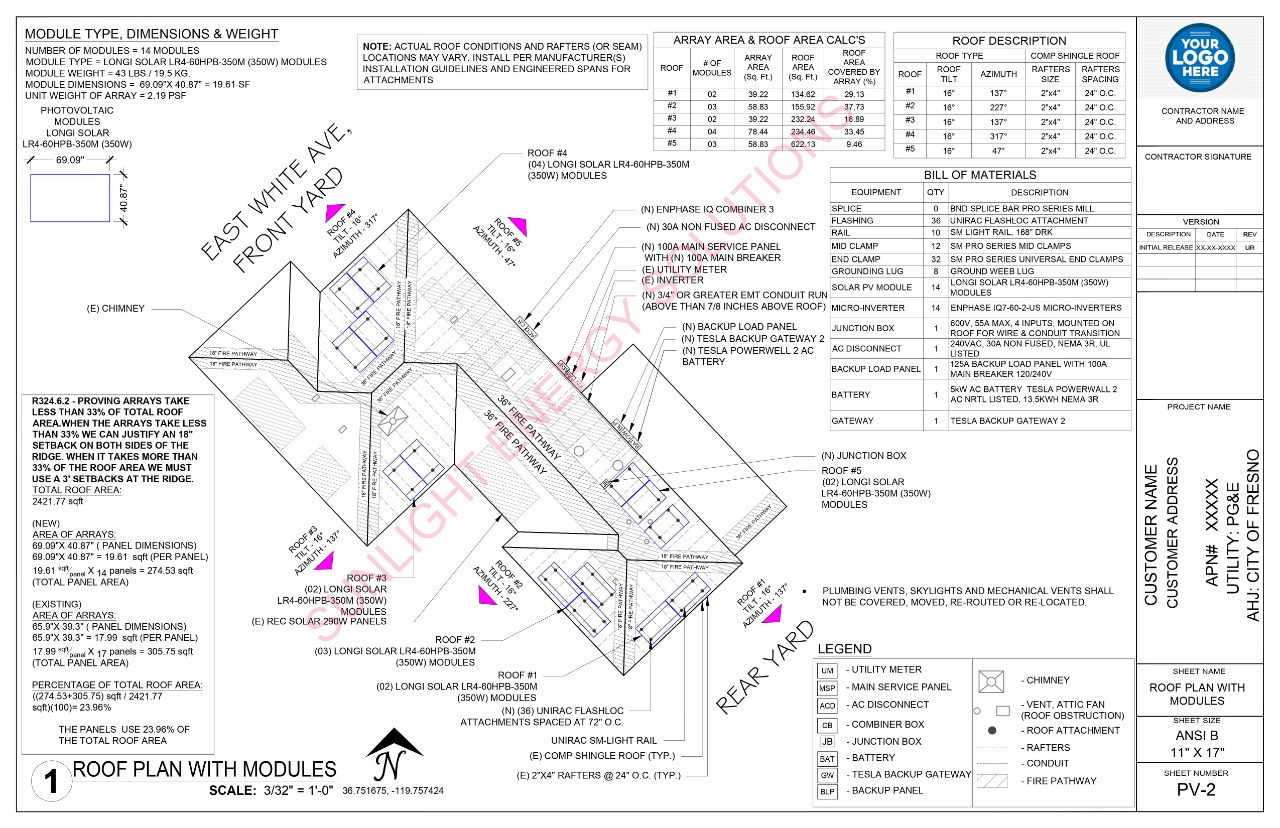 MODULE TYPE, DIMENSIONS & WEIGHT
NUMBER OF MODULES = 14 MODULES
MODULE TYPE = LONGI SOLAR LR4-60HPB-350M (350W) MODULES
MODULE WEIGHT = 43 LBS / 19.5 KG.
MODULE DIMENSIONS = 69.09"X 40.87" = 19.61 SF
UNIT WEIGHT OF ARRAY = 2.19 PSF
PHOTOVOLTAIC
MODULES
LONGI SOLAR
LR4-60HPB-350M (350W)
69.09"
40.87"
NOTE: ACTUAL ROOF CONDITIONS AND RAFTERS (OR SEAM)
LOCATIONS MAY VARY. INSTALL PER MANUFACTURER(S)
INSTALLATION GUIDELINES AND ENGINEERED SPANS FOR
ATTACHMENTS
ARRAY AREA & ROOF AREA CALC'S
ROOF # OF MODULES ARRAY AREA (Sq. Ft.) ROOF AREA (Sq. Ft.) ROOF AREA COVERED BY ARRAY (%)
#1 02 39.22 134.62 29.13
#2 03 58.83 155.92 37.73
#3 02 39.22 232.24 16.89
#4 04 78.44 234.46 33.45
#5 03 58.83 622.13 9.46
ROOF DESCRIPTION
ROOF TYPE COMP SHINGLE ROOF
ROOF ROOF TILT AZIMUTH RAFTERS SIZE RAFTERS SPACING
#1 16° 137° 2"x4" 24" O.C.
#2 16° 227° 2"x4" 24" O.C.
#3 16° 137° 2"x4" 24" O.C.
#4 16° 317° 2"x4" 24" O.C.
#5 16° 47° 2"x4" 24" O.C.
BILL OF MATERIALS
EQUIPMENT QTY DESCRIPTION
SPLICE 0 BND SPLICE BAR PRO SERIES MILL
FLASHING 36 UNIRAC FLASHLOC ATTACHMENT
RAIL 10 SM LIGHT RAIL, 168" DRK
MID CLAMP 12 SM PRO SERIES MID CLAMPS
END CLAMP 32 SM PRO SERIES UNIVERSAL END CLAMPS
GROUNDING LUG 8 GROUND WEEB LUG
SOLAR PV MODULE 14 LONGI SOLAR LR4-60HPB-350M (350W) MODULES
MICRO-INVERTER 14 ENPHASE IQ7-60-2-US MICRO-INVERTERS
JUNCTION BOX 1 600V, 55A MAX, 4 INPUTS, MOUNTED ON ROOF FOR WIRE & CONDUIT TRANSITION
AC DISCONNECT 1 240VAC, 30A NON FUSED, NEMA 3R, UL LISTED
BACKUP LOAD PANEL 1 125A BACKUP LOAD PANEL WITH 100A MAIN BREAKER 120/240V
BATTERY 1 5kW AC BATTERY TESLA POWERWALL 2 AC NRTL LISTED, 13.5KWH NEMA 3R
GATEWAY 1 TESLA BACKUP GATEWAY 2
EAST WHITE AVE,
FRONT YARD
ROOF #4
TILT - 16°
AZIMUTH - 317°
ROOF #5
TILT - 16°
AZIMUTH - 47°
ROOF #4
(04) LONGI SOLAR LR4-60HPB-350M
(350W) MODULES
(N) ENPHASE IQ COMBINER 3
(N) 30A NON FUSED AC DISCONNECT
(N) 100A MAIN SERVICE PANEL
WITH (N) 100A MAIN BREAKER
(E) UTILITY METER
(E) INVERTER
(N) 3/4" OR GREATER EMT CONDUIT RUN
(ABOVE THAN 7/8 INCHES ABOVE ROOF)
(N) BACKUP LOAD PANEL
(N) TESLA BACKUP GATEWAY 2
(N) TESLA POWERWELL 2 AC
BATTERY
(E) CHIMNEY
18" FIRE PATHWAY
18" FIRE PATHWAY
18" FIRE PATHWAY
18" FIRE PATHWAY
36" FIRE PATHWAY
36" FIRE PATHWAY
36" FIRE PATHWAY
36" FIRE PATHWAY
18" FIRE PATHWAY
18" FIRE PATHWAY
18" FIRE PATHWAY
18" FIRE PATHWAY
18" FIRE PATHWAY
18" FIRE PATHWAY
SUNLIGHT ENERGY SOLUTIONS
(N) JUNCTION BOX
ROOF #5
(02) LONGI SOLAR
LR4-60HPB-350M (350W)
MODULES
R324.6.2 - PROVING ARRAYS TAKE
LESS THAN 33% OF TOTAL ROOF
AREA.WHEN THE ARRAYS TAKE LESS
THAN 33% WE CAN JUSTIFY AN 18"
SETBACK ON BOTH SIDES OF THE
RIDGE. WHEN IT TAKES MORE THAN
33% OF THE ROOF AREA WE MUST
USE A 3' SETBACKS AT THE RIDGE.
TOTAL ROOF AREA:
2421.77 sqft
(NEW)
AREA OF ARRAYS:
69.09"X 40.87" ( PANEL DIMENSIONS)
69.09"X 40.87" = 19.61 sqft (PER PANEL)
19.61 sqft/panel X 14 panels = 274.53 sqft
(TOTAL PANEL AREA)
(EXISTING)
AREA OF ARRAYS:
65.9"X 39.3" ( PANEL DIMENSIONS)
65.9"X 39.3" = 17.99 sqft (PER PANEL)
17.99 sqft/panel X 17 panels = 305.75 sqft
(TOTAL PANEL AREA)
PERCENTAGE OF TOTAL ROOF AREA:
((274.53+305.75) sqft / 2421.77
sqft)(100)= 23.96%
THE PANELS USE 23.96% OF
THE TOTAL ROOF AREA
ROOF #3
TILT - 16°
AZIMUTH - 137°
ROOF #2
TILT - 16°
AZIMUTH - 227°
ROOF #1
TILT - 16°
AZIMUTH - 137°
ROOF #3
(02) LONGI SOLAR
LR4-60HPB-350M (350W)
MODULES
(E) REC SOLAR 290W PANELS
ROOF #2
(03) LONGI SOLAR LR4-60HPB-350M
(350W) MODULES
ROOF #1
(02) LONGI SOLAR LR4-60HPB-350M
(350W) MODULES
(N) (36) UNIRAC FLASHLOC
ATTACHMENTS SPACED AT 72" O.C.
UNIRAC SM-LIGHT RAIL
(E) COMP SHINGLE ROOF (TYP.)
(E) 2"X4" RAFTERS @ 24" O.C. (TYP.)
REAR YARD
• PLUMBING VENTS, SKYLIGHTS AND MECHANICAL VENTS SHALL
NOT BE COVERED, MOVED, RE-ROUTED OR RE-LOCATED.
LEGEND
UM - UTILITY METER
MSP - MAIN SERVICE PANEL
ACD - AC DISCONNECT
CB - COMBINER BOX
JB - JUNCTION BOX
BAT - BATTERY
GW - TESLA BACKUP GATEWAY
BLP - BACKUP PANEL
- CHIMNEY
- VENT, ATTIC FAN
(ROOF OBSTRUCTION)
- ROOF ATTACHMENT
- RAFTERS
- CONDUIT
- FIRE PATHWAY
1 ROOF PLAN WITH MODULES
SCALE: 3/32" = 1'-0"
36.751675, -119.757424
N
YOUR
LOGO
HERE
CONTRACTOR NAME
AND ADDRESS
CONTRACTOR SIGNATURE
VERSION
DESCRIPTION DATE REV
INITIAL RELEASE XX-XX-XXXX UR
PROJECT NAME
CUSTOMER NAME
CUSTOMER ADDRESS
APN# XXXXX
UTILITY: PG&E
AHJ: CITY OF FRESNO
SHEET NAME
ROOF PLAN WITH
MODULES
SHEET SIZE
ANSI B
11" X 17"
SHEET NUMBER
PV-2